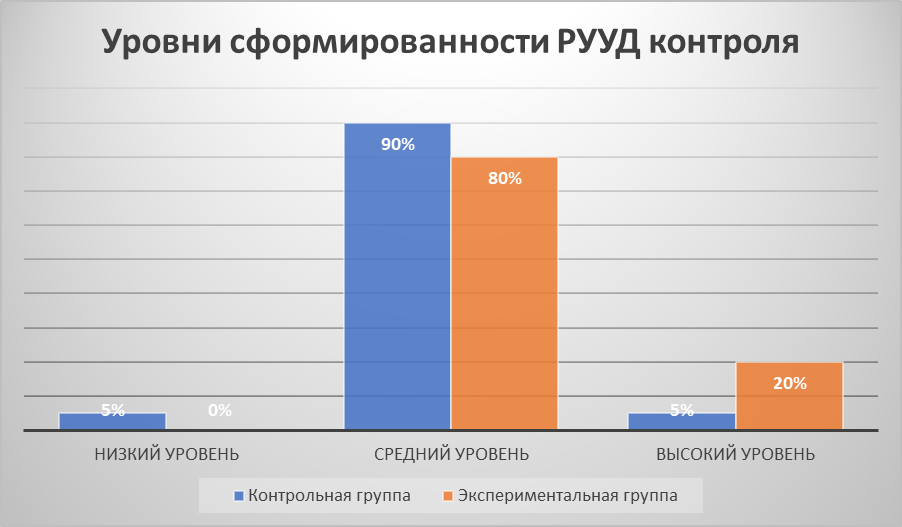 Уровни сформированности РУУД контроля
90%
80%
20%
5%
0%
5%
НИЗКИЙ УРОВЕНЬ
СРЕДНИЙ УРОВЕНЬ
ВЫСОКИЙ УРОВЕНЬ
Контрольная группа
Экспериментальная группа